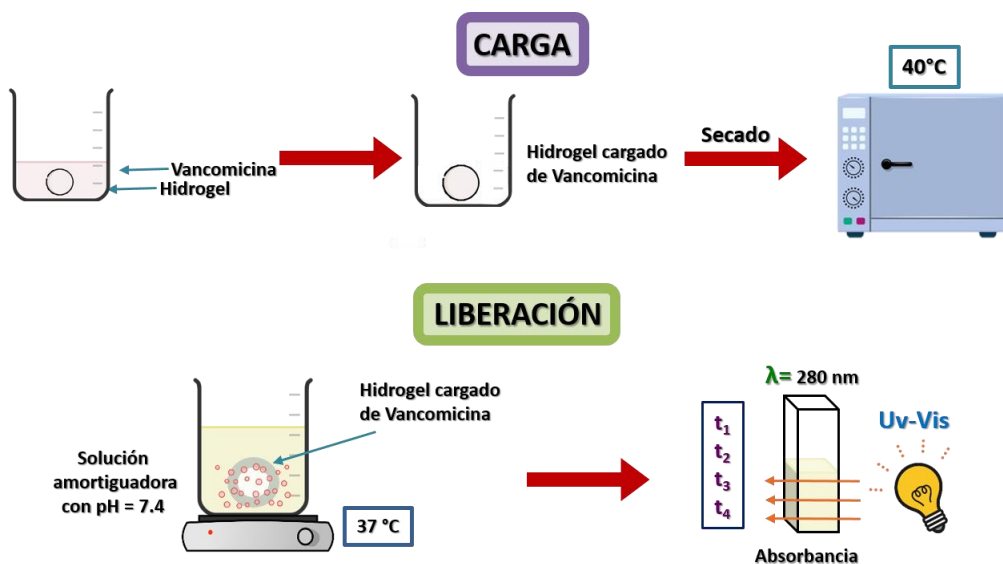 CARGA
40°C
Vancomicina
Hidrogel
Hidrogel cargado
de Vancomicina
Secado
LIBERACIÓN
Hidrogel cargado
de Vancomicina
Solución
amortiguadora
con pH = 7.4
37 °C
λ= 280 nm
t₁
t₂
t₃
t₄
Uv-Vis
Absorbancia